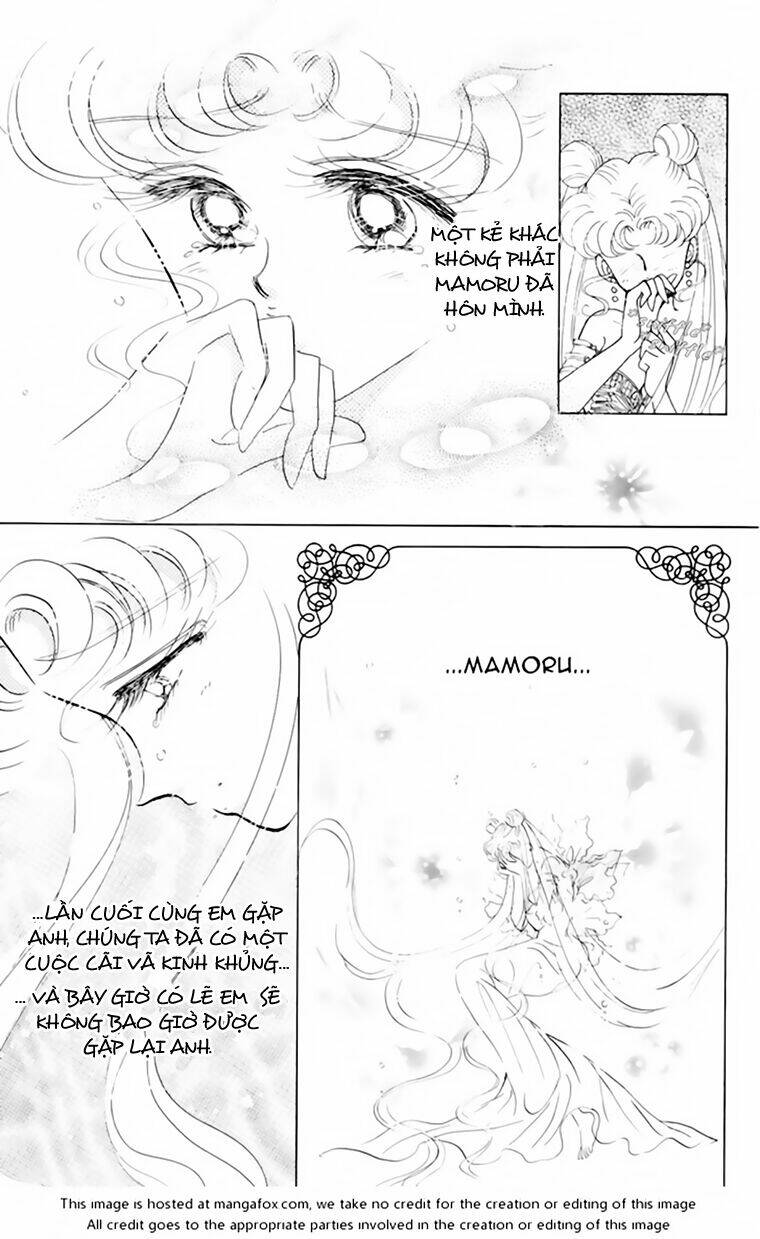 MỘT KẺ KHÁC
KHÔNG PHẢI
MAMORU ĐÃ
HÔN MÌNH.
*SNIFFLE*
*SNIFFLE*
...MAMORU...
...LẦN CUỐI CÙNG EM GẶP
ANH, CHÚNG TA ĐÃ CÓ MỘT
CUỘC CÃI VÃ KINH KHỦNG...
... VÀ BÂY GIỜ CÓ LẼ EM SẼ
KHÔNG BAO GIỜ ĐƯỢC
GẶP LẠI ANH.
This image is hosted at mangafox.com, we take no credit for the creation or editing of this image
All credit goes to the appropriate parties involved in the creation or editing of this image